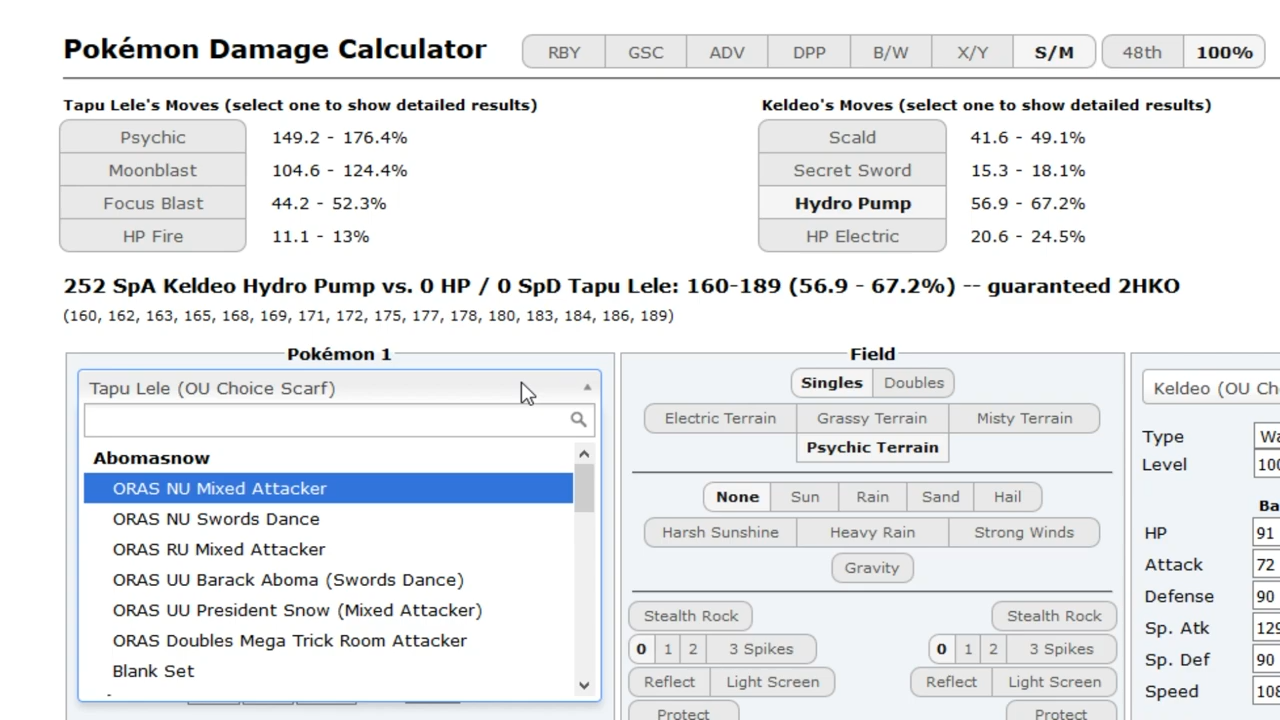 Pokémon Damage Calculator
RBY GSC ADV DPP B/W X/Y S/M 48th 100%
Tapu Lele's Moves (select one to show detailed results)
Psychic 149.2 - 176.4%
Moonblast 104.6 - 124.4%
Focus Blast 44.2 - 52.3%
HP Fire 11.1 - 13%
Keldeo's Moves (select one to show detailed results)
Scald 41.6 - 49.1%
Secret Sword 15.3 - 18.1%
Hydro Pump 56.9 - 67.2%
HP Electric 20.6 - 24.5%
252 SpA Keldeo Hydro Pump vs. 0 HP / 0 SpD Tapu Lele: 160-189 (56.9 - 67.2%) -- guaranteed 2HKO
(160, 162, 163, 165, 168, 169, 171, 172, 175, 177, 178, 180, 183, 184, 186, 189)
Pokémon 1
Tapu Lele (OU Choice Scarf)
Abomasnow
ORAS NU Mixed Attacker
ORAS NU Swords Dance
ORAS RU Mixed Attacker
ORAS UU Barack Aboma (Swords Dance)
ORAS UU President Snow (Mixed Attacker)
ORAS Doubles Mega Trick Room Attacker
Blank Set
Field
Singles Doubles
Electric Terrain Grassy Terrain Misty Terrain
Psychic Terrain
None Sun Rain Sand Hail
Harsh Sunshine Heavy Rain Strong Winds
Gravity
Stealth Rock Stealth Rock
0 1 2 3 Spikes 0 1 2 3 Spikes
Reflect Light Screen Reflect Light Screen
Protect Protect
Keldeo (OU Ch
Type Wa
Level 100
Ba
HP 91
Attack 72
Defense 90
Sp. Atk 129
Sp. Def 90
Speed 108